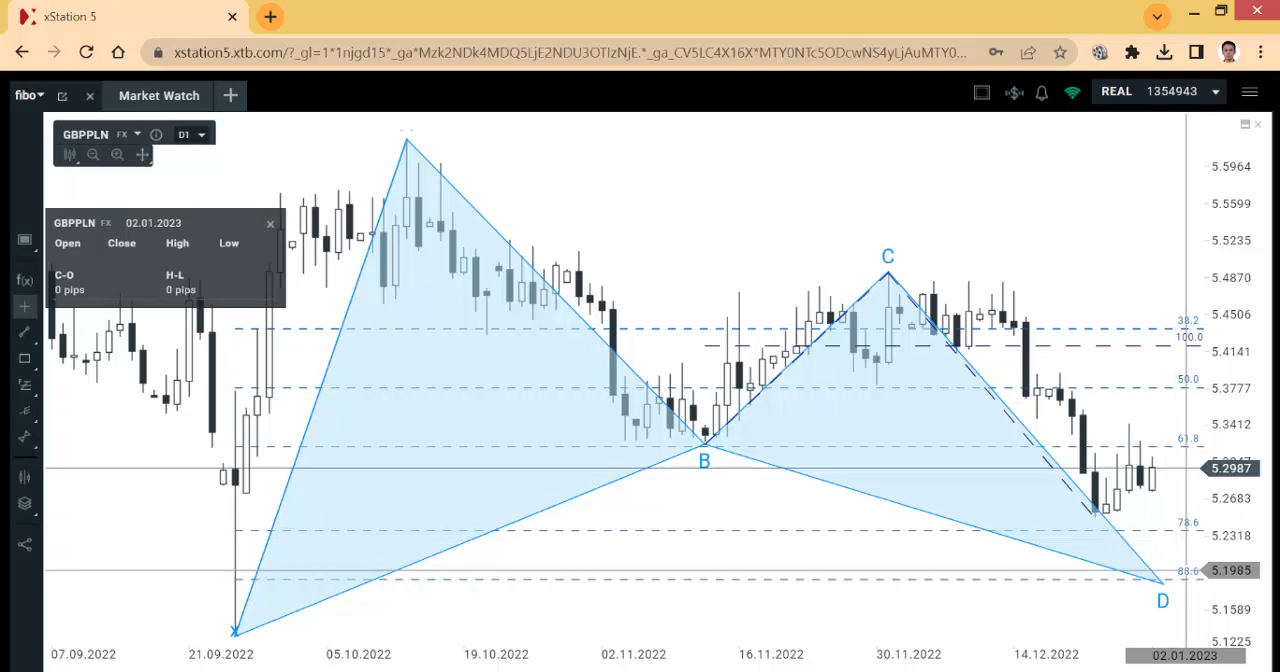 xStation 5
xstation5.xtb.com/?_gl=1*1njgd15*_ga*Mzk2NDk4MDQ5LjE2NDU3OTIzNjE.*_ga_CV5LC4X16X*MTY0NTc5ODcwNS4yLjAuMTY0...
fibo
Market Watch
REAL 1354943
GBPPLN FX D1
GBPPLN FX 02.01.2023
Open Close High Low
C-O H-L
0 pips 0 pips
f(x)
C
B
X
D
38.2
100.0
50.0
61.8
78.6
88.6
5.5964
5.5599
5.5235
5.4870
5.4506
5.4141
5.3777
5.3412
5.2987
5.2683
5.2318
5.1985
5.1589
5.1225
07.09.2022 21.09.2022 05.10.2022 19.10.2022 02.11.2022 16.11.2022 30.11.2022 14.12.2022 02.01.2023